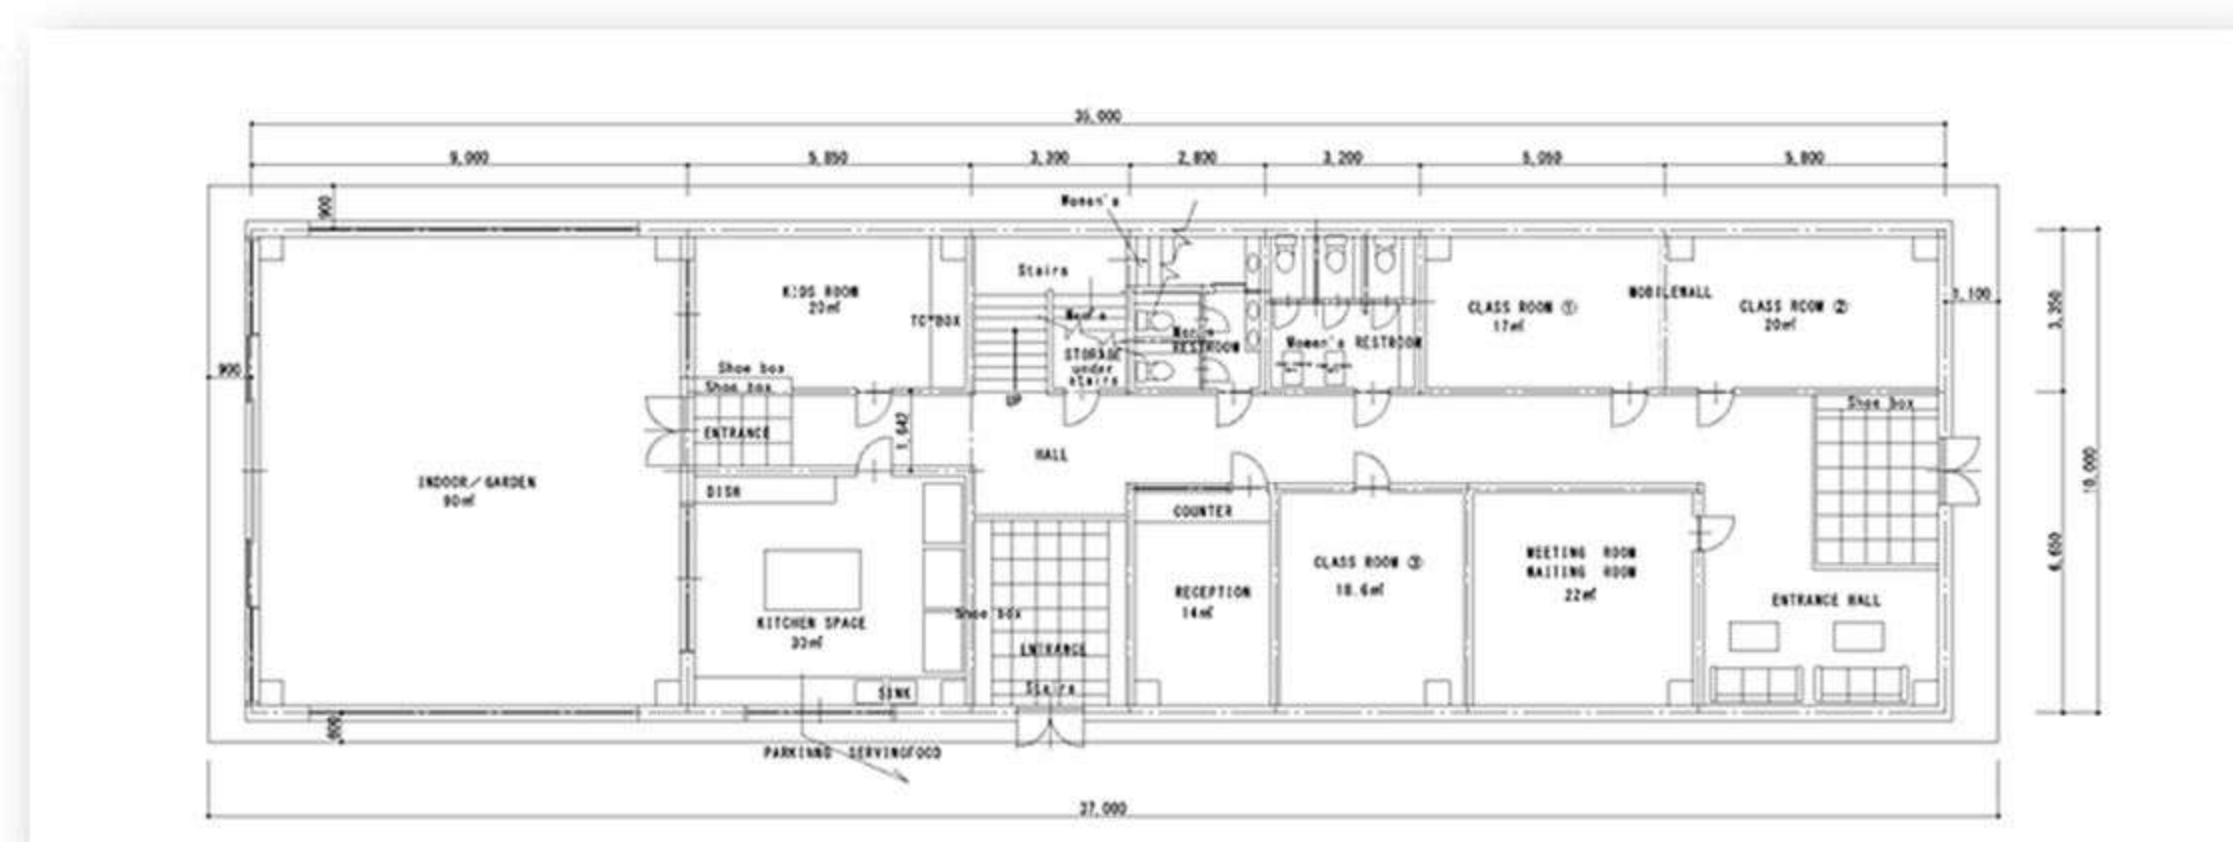 35,000
9,000
5,850
3,300
2,800
3,200
5,050
5,800
900
Women's
Stairs
KIDS ROOM
20㎡
TOYBOX
Men's
STORAGE
under
stairs
Men's
RESTROOM
Women's RESTROOM
CLASS ROOM ①
17㎡
MOBILEWALL
CLASS ROOM ②
20㎡
1,100
3,350
900
Shoe box
Shoe box
UP
Shoe box
ENTRANCE
1,642
HALL
10,000
INDOOR/GARDEN
90㎡
DISH
COUNTER
6,650
CLASS ROOM ③
18.6㎡
MEETING ROOM
WAITING ROOM
22㎡
RECEPTION
14㎡
ENTRANCE HALL
Shoe box
KITCHEN SPACE
33㎡
ENTRANCE
Stairs
SINK
PARKINNG SERVINGFOOD
37,000